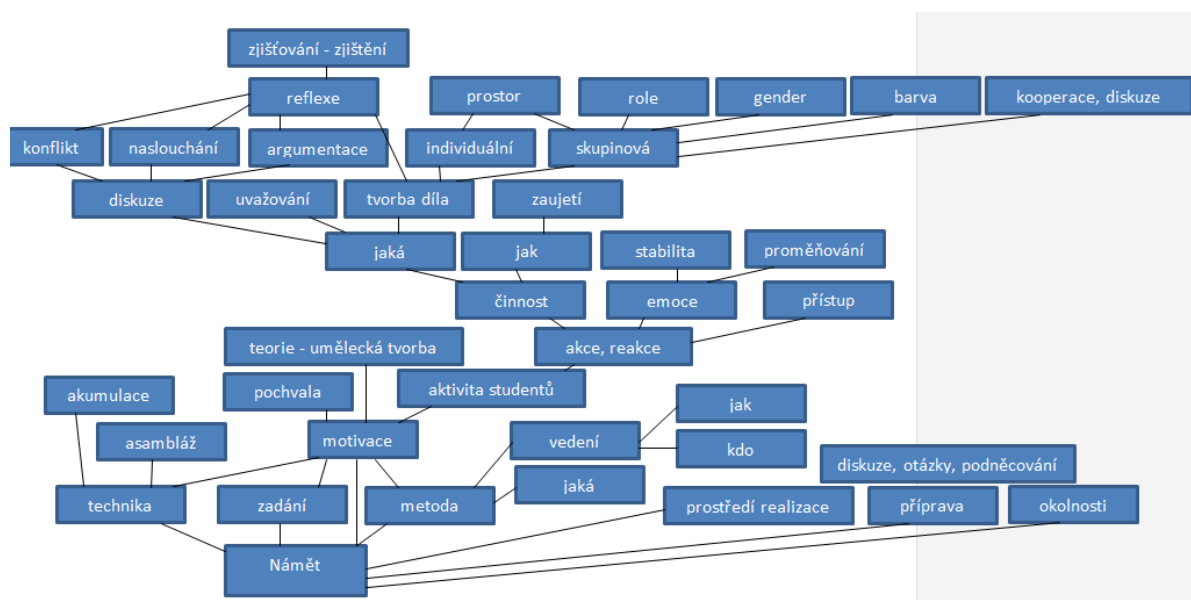 zjišťování - zjištění
reflexe
prostor
role
gender
barva
kooperace, diskuze
konflikt
naslouchání
argumentace
individuální
skupinová
diskuze
uvažování
tvorba díla
zaujetí
jaká
jak
stabilita
proměňování
činnost
emoce
přístup
teorie - umělecká tvorba
akce, reakce
akumulace
pochvala
aktivita studentů
jak
asambláž
motivace
vedení
kdo
diskuze, otázky, podněcování
technika
zadání
metoda
jaká
prostředí realizace
příprava
okolnosti
Námět